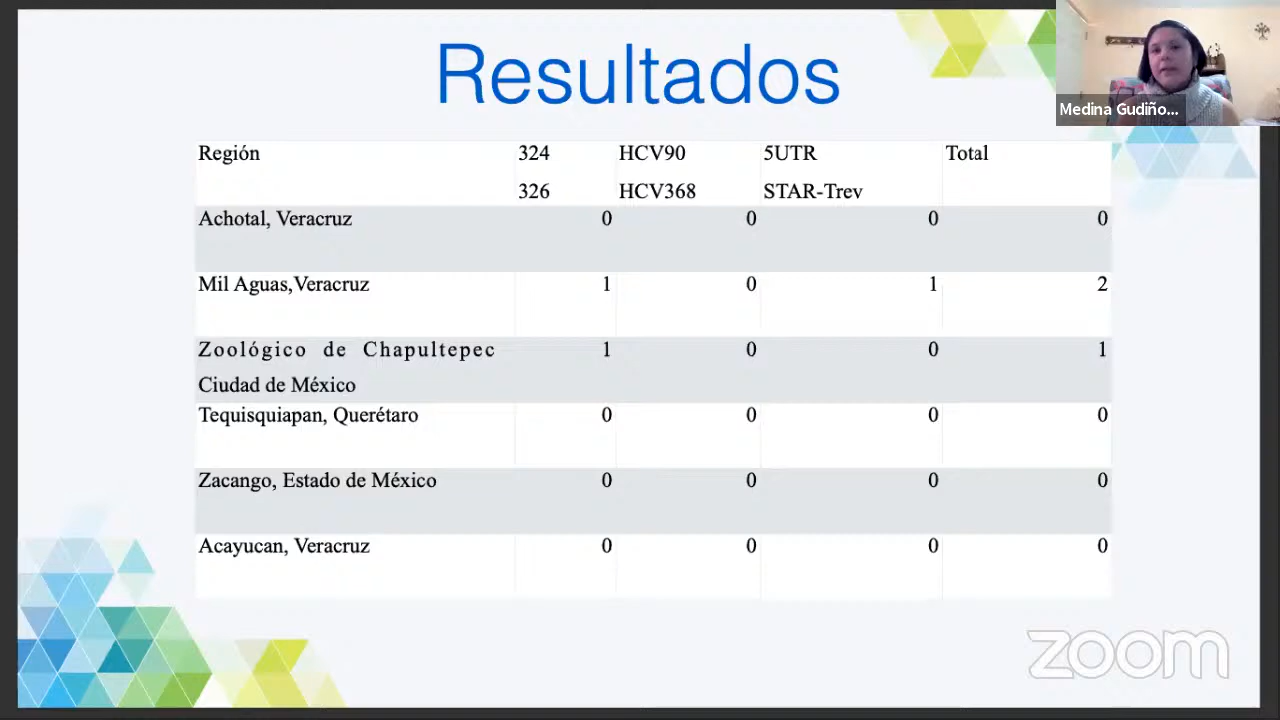 Resultados
Medina Gudiño...
Región 324 HCV90 5UTR Total
326 HCV368 STAR-Trev
Achotal, Veracruz 0 0 0 0
Mil Aguas,Veracruz 1 0 1 2
Zoológico de Chapultepec 1 0 0 1
Ciudad de México
Tequisquiapan, Querétaro 0 0 0 0
Zacango, Estado de México 0 0 0 0
Acayucan, Veracruz 0 0 0 0
zoom